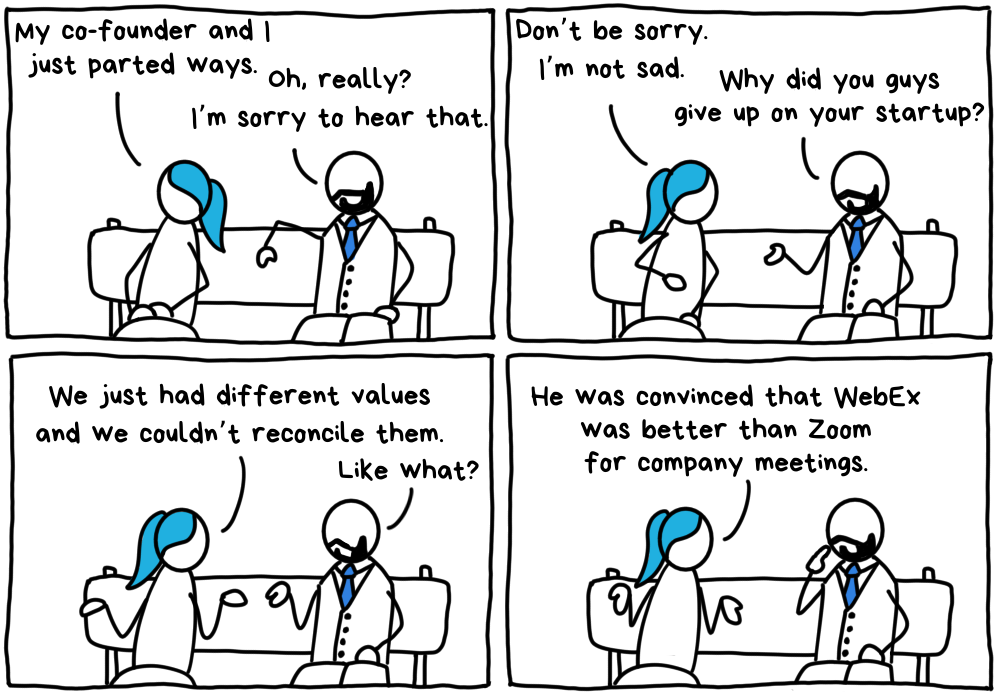 My co-founder and I
just parted ways.
Oh, really?
I'm sorry to hear that.
Don't be sorry.
I'm not sad.
Why did you guys
give up on your startup?
We just had different values
and we couldn't reconcile them.
Like what?
He was convinced that WebEx
was better than Zoom
for company meetings.